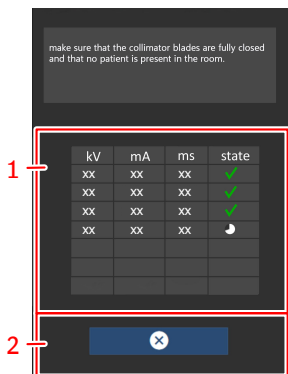 make sure that the collimator blades are fully closed
and that no patient is present in the room.
kV mA ms state
xx xx xx
xx xx xx
xx xx xx
xx xx xx
1
2